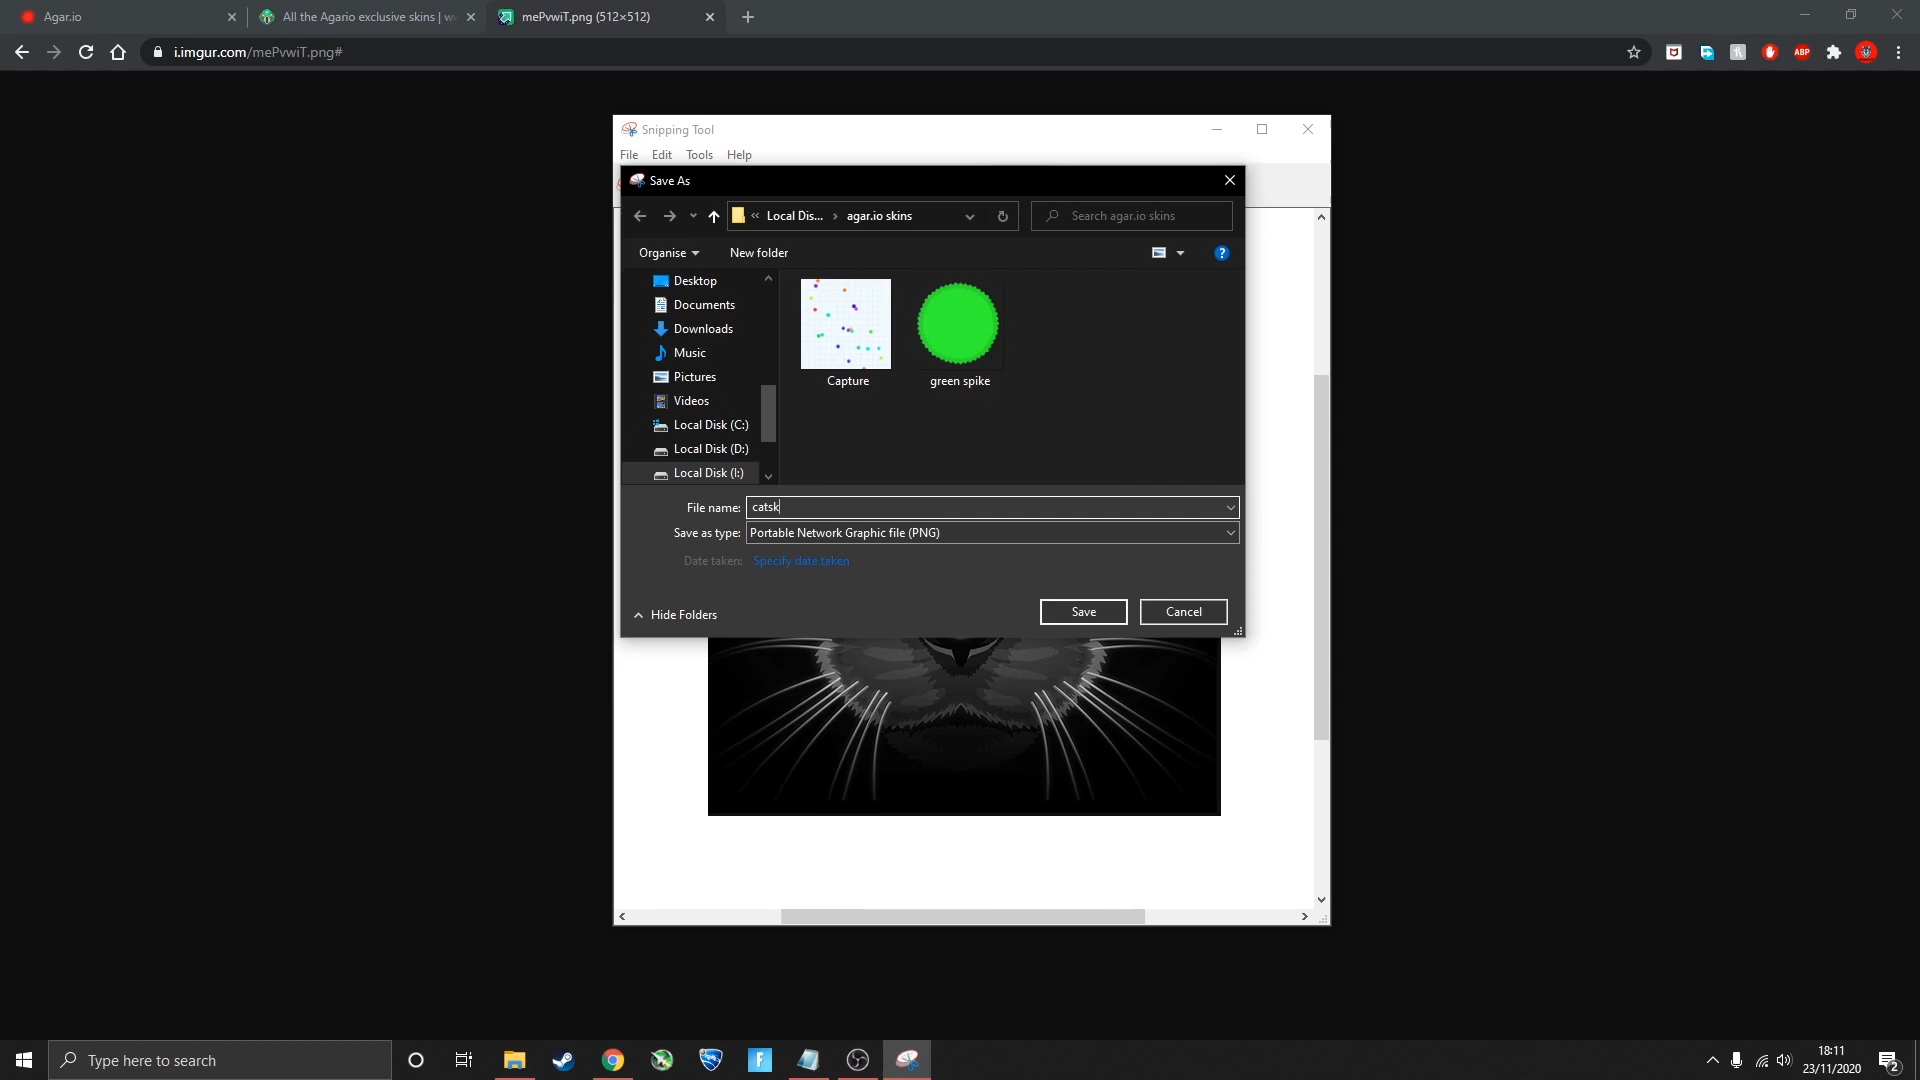 Agar.io
All the Agario exclusive skins | w
mePvwiT.png (512×512)
i.imgur.com/mePvwiT.png#
ABP
Snipping Tool
File Edit Tools Help
Save As
« Local Dis... › agar.io skins
Search agar.io skins
Organise
New folder
Desktop
Documents
Downloads
Music
Pictures
Videos
Local Disk (C:)
Local Disk (D:)
Local Disk (I:)
Capture
green spike
File name: catsk
Save as type: Portable Network Graphic file (PNG)
Date taken: Specify date taken
Hide Folders
Save
Cancel
Type here to search
F
18:11
23/11/2020
2